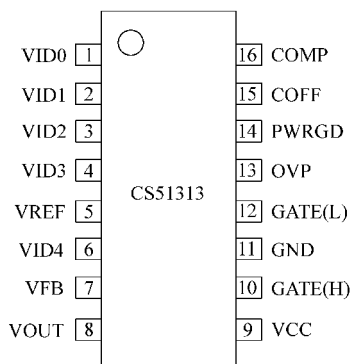 VID0 1 16 COMP
VID1 2 15 COFF
VID2 3 14 PWRGD
VID3 4 13 OVP
CS51313
VREF 5 12 GATE(L)
VID4 6 11 GND
VFB 7 10 GATE(H)
VOUT 8 9 VCC